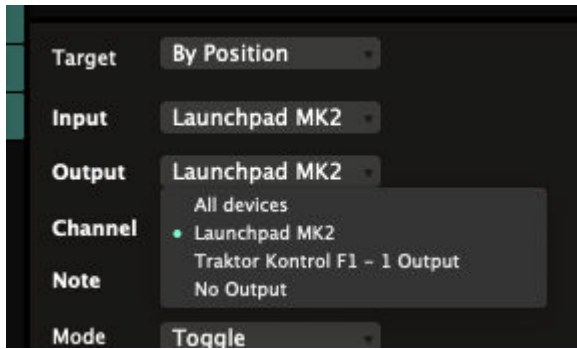 Target By Position
Input Launchpad MK2
Output Launchpad MK2
All devices
Channel
Launchpad MK2
Traktor Kontrol F1 – 1 Output
Note
No Output
Mode Toggle